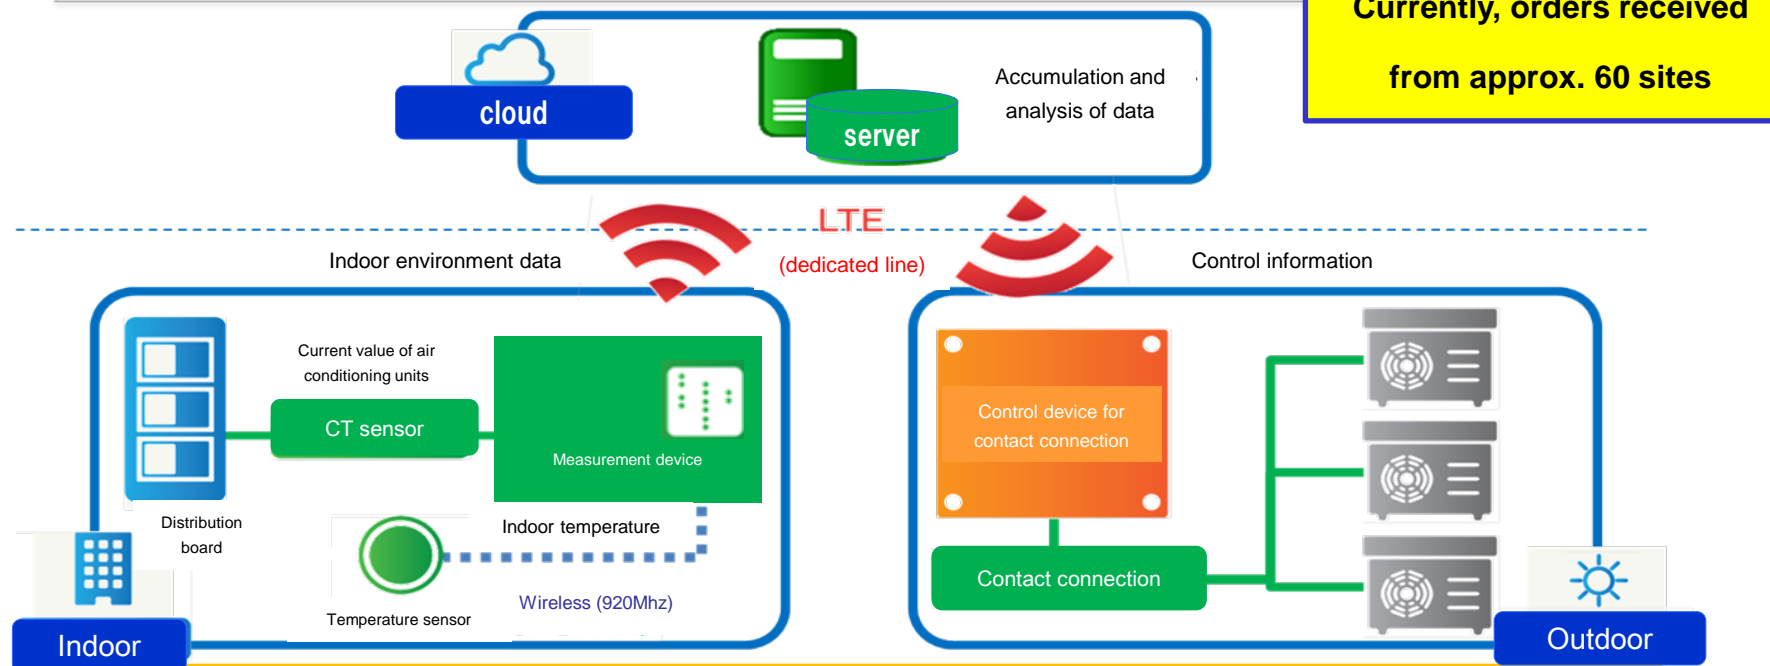 Currently, orders received
from approx. 60 sites
cloud
server
Accumulation and
analysis of data
LTE
(dedicated line)
Indoor environment data
Control information
Current value of air
conditioning units
CT sensor
Measurement device
Distribution
board
Indoor temperature
Wireless (920Mhz)
Temperature sensor
Indoor
Control device for
contact connection
Contact connection
Outdoor